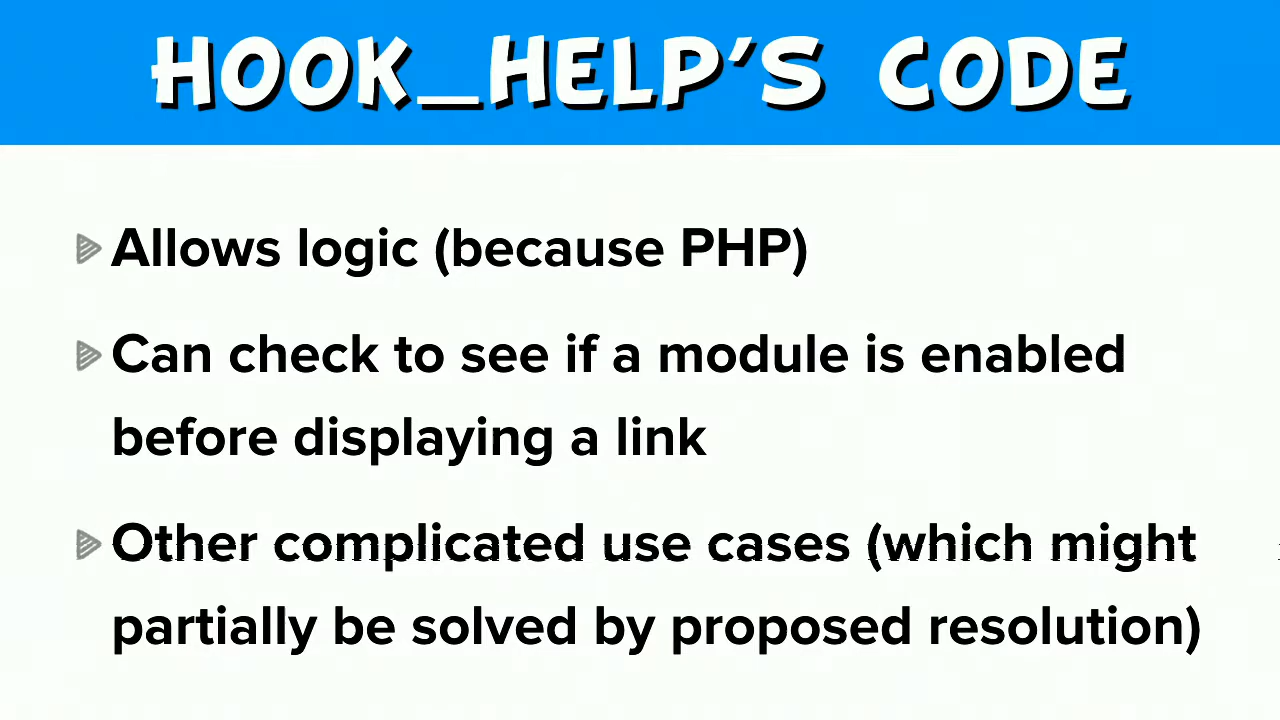 HOOK_HELP'S CODE
Allows logic (because PHP)
Can check to see if a module is enabled
before displaying a link
Other complicated use cases (which might
partially be solved by proposed resolution)